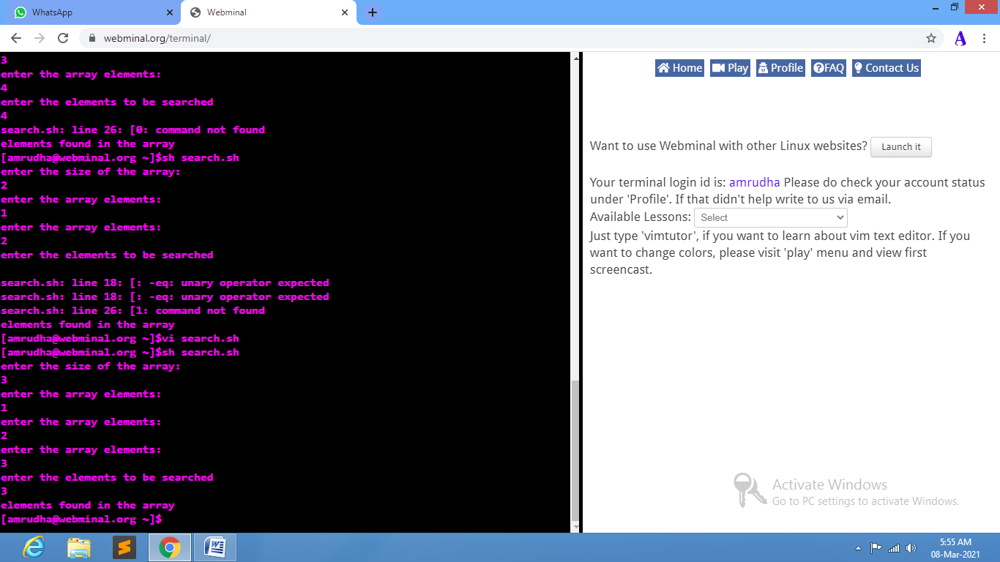 WhatsApp
Webminal
webminal.org/terminal/
3
enter the array elements:
4
enter the elements to be searched
4
search.sh: line 26: [0: command not found
elements found in the array
[amrudha@webminal.org ~]$sh search.sh
enter the size of the array:
2
enter the array elements:
1
enter the array elements:
2
enter the elements to be searched
search.sh: line 18: [: -eq: unary operator expected
search.sh: line 18: [: -eq: unary operator expected
search.sh: line 26: [1: command not found
elements found in the array
[amrudha@webminal.org ~]$vi search.sh
[amrudha@webminal.org ~]$sh search.sh
enter the size of the array:
3
enter the array elements:
1
enter the array elements:
2
enter the array elements:
3
enter the elements to be searched
3
elements found in the array
[amrudha@webminal.org ~]$
Home Play Profile FAQ Contact Us
Want to use Webminal with other Linux websites? Launch it
Your terminal login id is: amrudha Please do check your account status
under 'Profile'. If that didn't help write to us via email.
Available Lessons: Select
Just type 'vimtutor', if you want to learn about vim text editor. If you
want to change colors, please visit 'play' menu and view first
screencast.
Activate Windows
Go to PC settings to activate Windows.
5:55 AM
08-Mar-2021